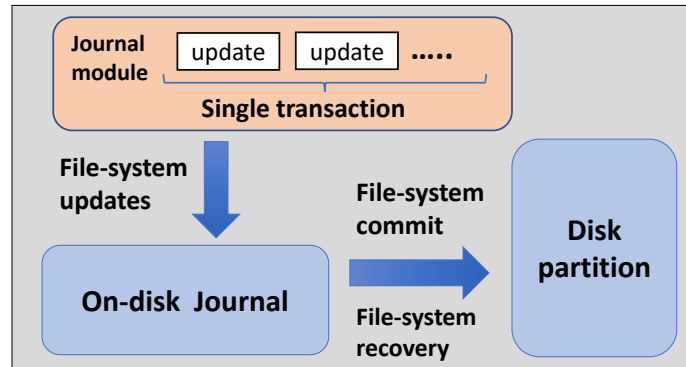 Journal
module
update
update
.....
Single transaction
File-system
updates
File-system
commit
Disk
partition
On-disk Journal
File-system
recovery